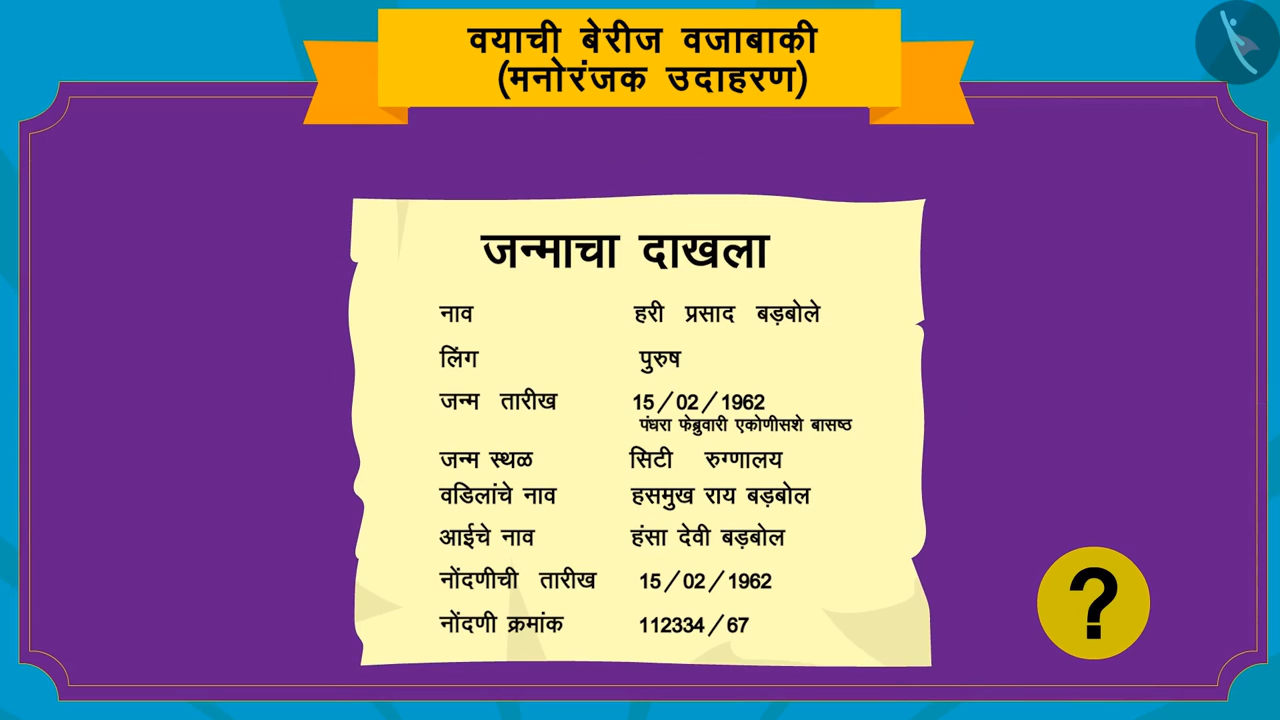 वयाची बेरीज वजाबाकी
(मनोरंजक उदाहरण)
जन्माचा दाखला
नाव हरी प्रसाद बड़बोले
लिंग पुरुष
जन्म तारीख 15/02/1962
पंधरा फेब्रुवारी एकोणीसशे बासष्ठ
जन्म स्थळ सिटी रुग्णालय
वडिलांचे नाव हसमुख राय बड़बोल
आईचे नाव हंसा देवी बड़बोल
नोंदणीची तारीख 15/02/1962
नोंदणी क्रमांक 112334/67
?